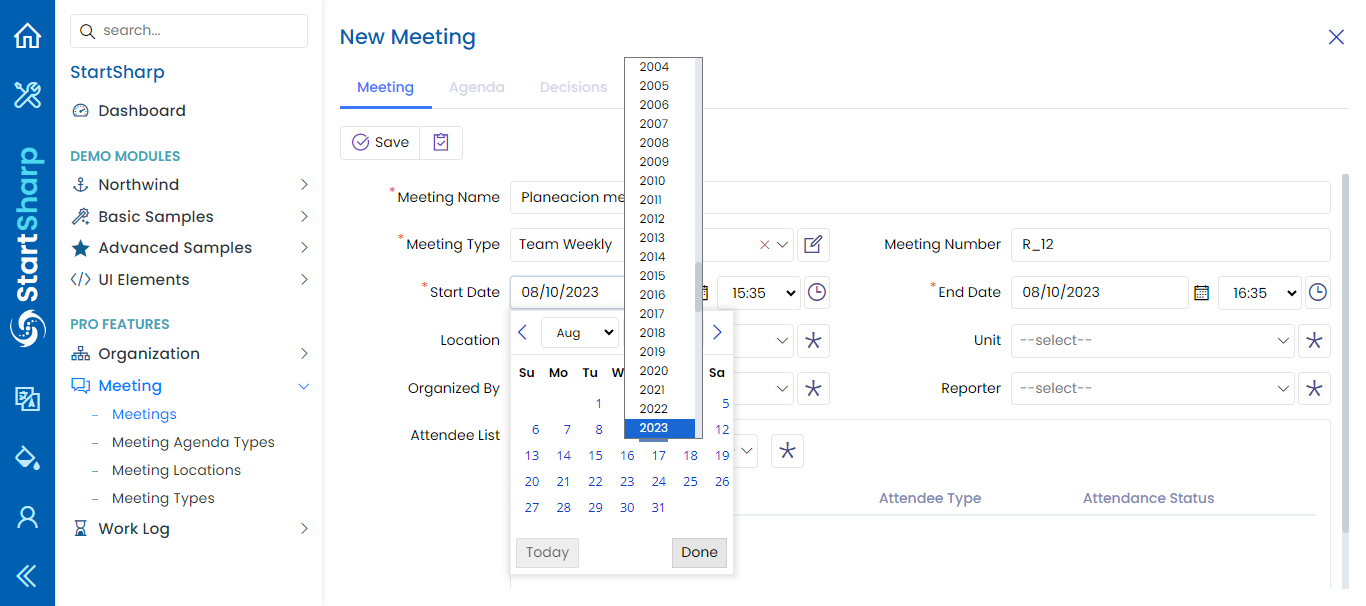 search...
StartSharp
Dashboard
DEMO MODULES
Northwind
Basic Samples
Advanced Samples
UI Elements
PRO FEATURES
Organization
Meeting
Meetings
Meeting Agenda Types
Meeting Locations
Meeting Types
Work Log
StartSharp
New Meeting
Meeting Agenda Decisions
Save
* Meeting Name Planeacion me
* Meeting Type Team Weekly Meeting Number R_12
* Start Date 08/10/2023 15:35 * End Date 08/10/2023 16:35
Location Unit --select--
Organized By Reporter --select--
Attendee List
Attendee Type Attendance Status
Aug
Su Mo Tu W Sa
1 5
6 7 8 12
13 14 15 16 17 18 19
20 21 22 23 24 25 26
27 28 29 30 31
Today Done
2004
2005
2006
2007
2008
2009
2010
2011
2012
2013
2014
2015
2016
2017
2018
2019
2020
2021
2022
2023